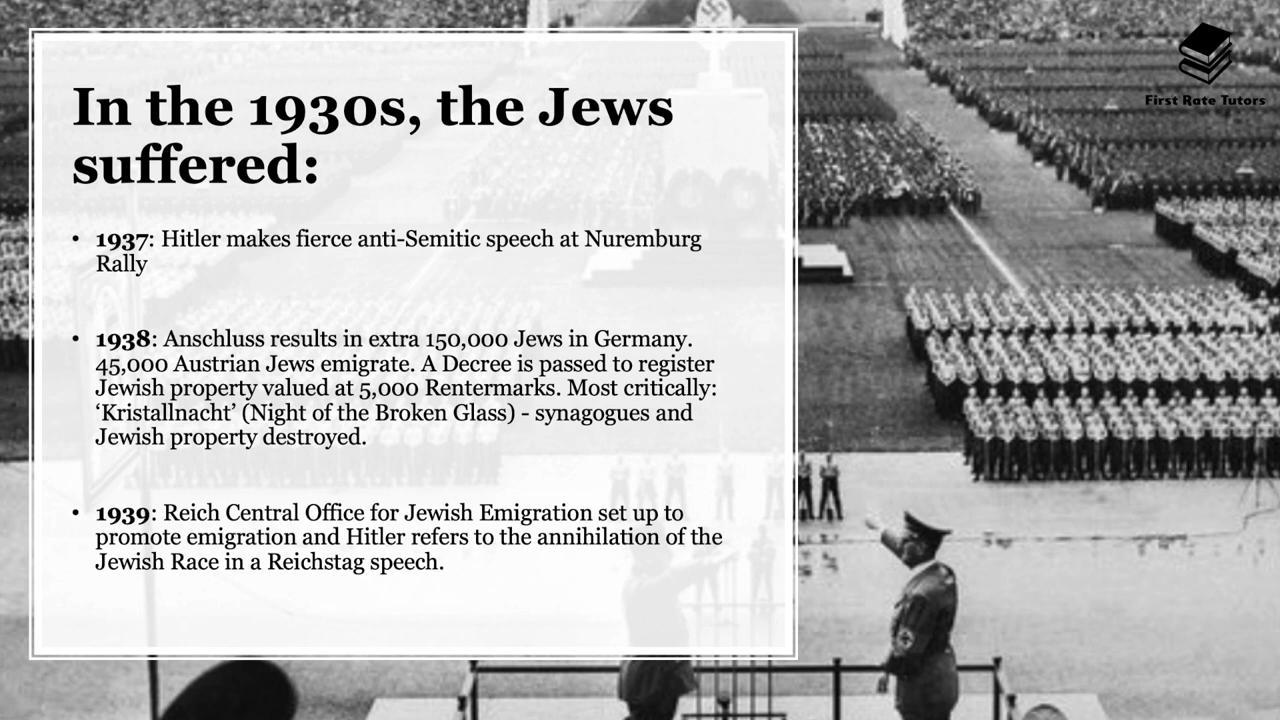 First Rate Tutors
In the 1930s, the Jews
suffered:
• 1937: Hitler makes fierce anti-Semitic speech at Nuremburg
Rally
• 1938: Anschluss results in extra 150,000 Jews in Germany.
45,000 Austrian Jews emigrate. A Decree is passed to register
Jewish property valued at 5,000 Rentermarks. Most critically:
‘Kristallnacht’ (Night of the Broken Glass) - synagogues and
Jewish property destroyed.
• 1939: Reich Central Office for Jewish Emigration set up to
promote emigration and Hitler refers to the annihilation of the
Jewish Race in a Reichstag speech.